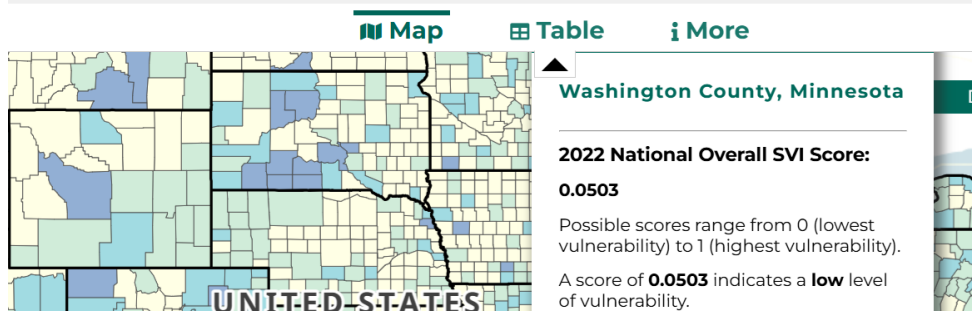 Map
Table
More
Washington County, Minnesota
2022 National Overall SVI Score:
0.0503
Possible scores range from 0 (lowest
vulnerability) to 1 (highest vulnerability).
A score of 0.0503 indicates a low level
of vulnerability.
UNITED STATES